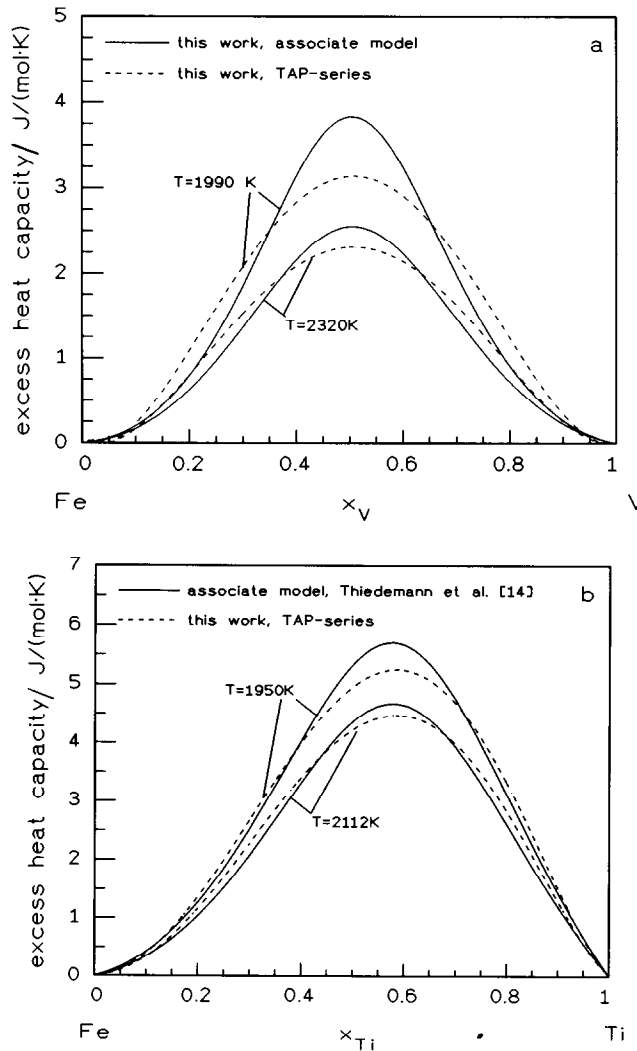 5
this work, associate model
a
this work, TAP-series
4
T=1990 K
3
2
T=2320K
1
0
excess heat capacity/ J/(mol·K)
0
0.2
0.4
0.6
0.8
1
Fe
x_V
V
7
associate model, Thiedemann et al. [14]
b
6
this work, TAP-series
5
T=1950K
4
3
T=2112K
2
1
0
excess heat capacity/ J/(mol·K)
0
0.2
0.4
0.6
0.8
1
Fe
x_Ti
Ti